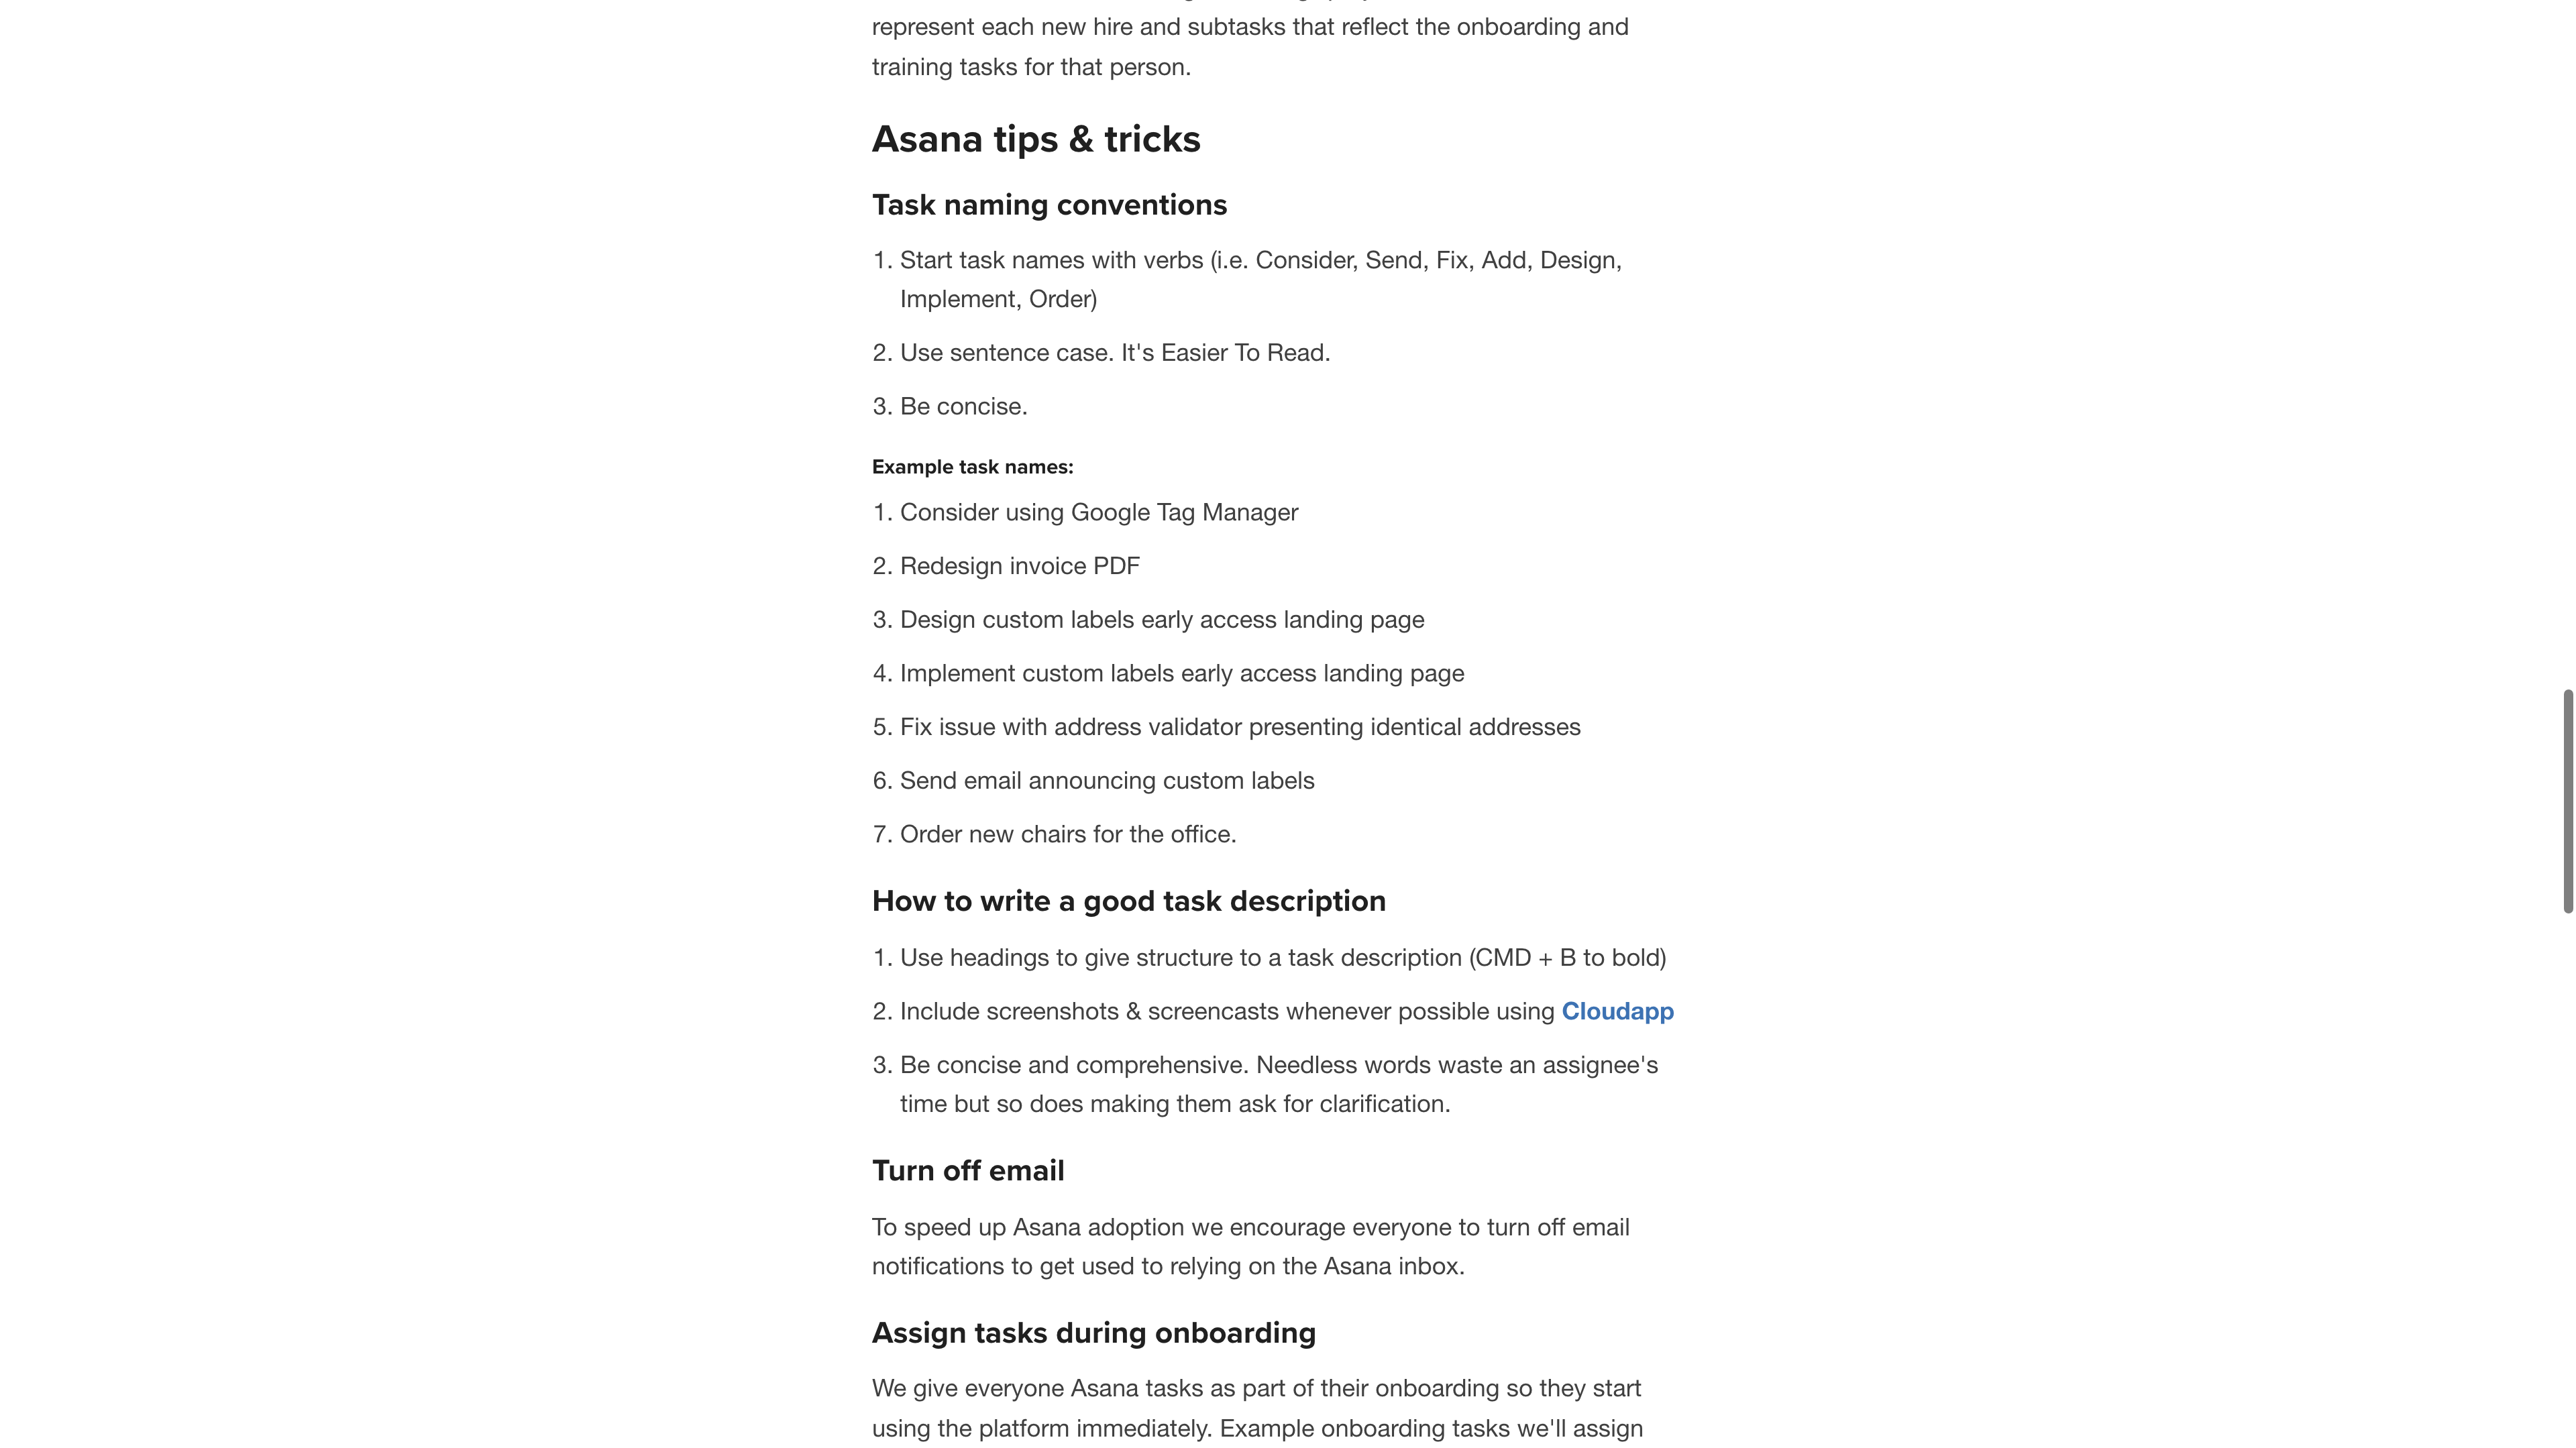 represent each new hire and subtasks that reflect the onboarding and
training tasks for that person.
Asana tips & tricks
Task naming conventions
1. Start task names with verbs (i.e. Consider, Send, Fix, Add, Design,
Implement, Order)
2. Use sentence case. It's Easier To Read.
3. Be concise.
Example task names:
1. Consider using Google Tag Manager
2. Redesign invoice PDF
3. Design custom labels early access landing page
4. Implement custom labels early access landing page
5. Fix issue with address validator presenting identical addresses
6. Send email announcing custom labels
7. Order new chairs for the office.
How to write a good task description
1. Use headings to give structure to a task description (CMD + B to bold)
2. Include screenshots & screencasts whenever possible using Cloudapp
3. Be concise and comprehensive. Needless words waste an assignee's
time but so does making them ask for clarification.
Turn off email
To speed up Asana adoption we encourage everyone to turn off email
notifications to get used to relying on the Asana inbox.
Assign tasks during onboarding
We give everyone Asana tasks as part of their onboarding so they start
using the platform immediately. Example onboarding tasks we'll assign